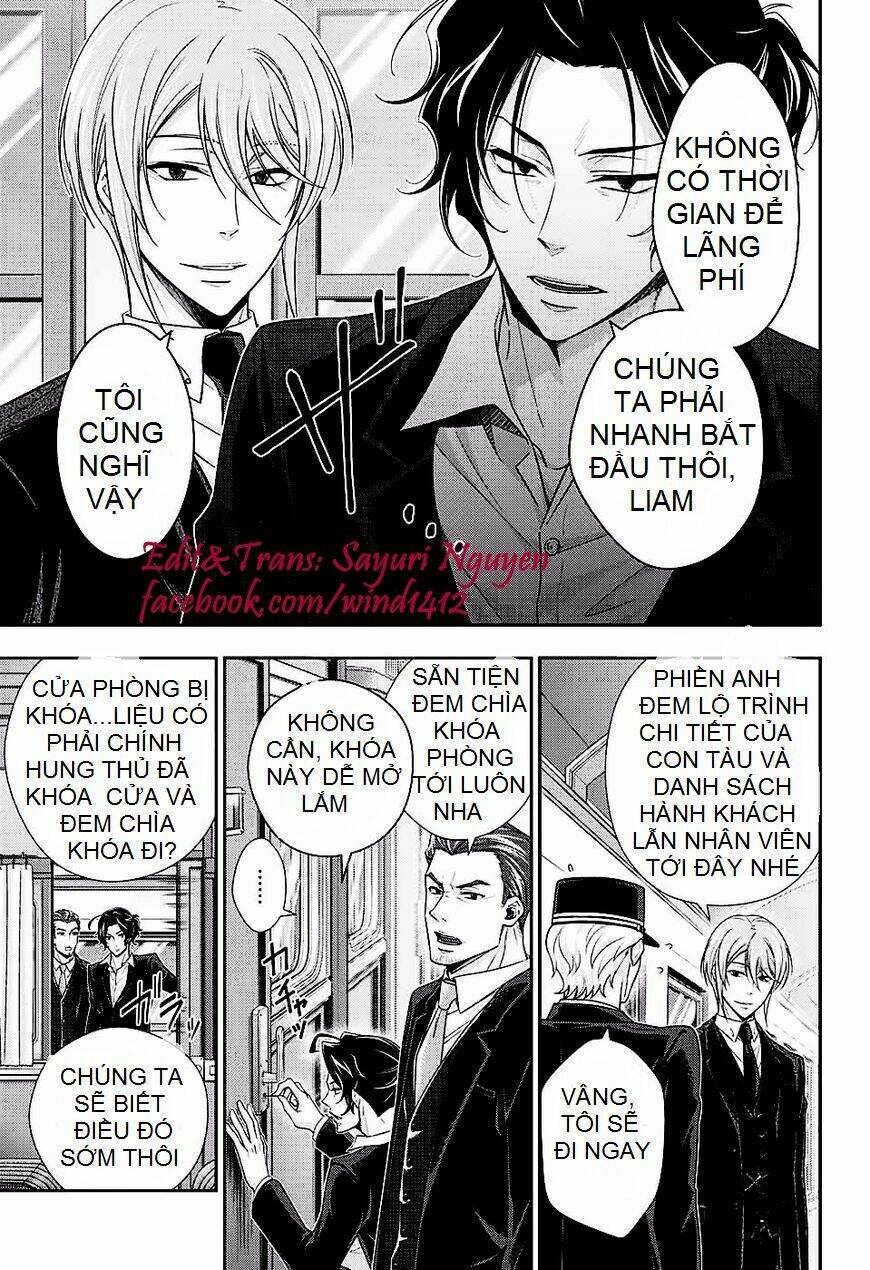 KHÔNG
CÓ THỜI
GIAN ĐỂ
LÃNG
PHÍ
CHÚNG
TA PHẢI
NHANH BẮT
ĐẦU THÔI,
LIAM
TÔI
CŨNG
NGHĨ
VẬY
Edit&Trans: Sayuri Nguyen
facebook.com/wind1412
PHIỀN ANH
ĐEM LỘ TRÌNH
CHI TIẾT CỦA
CON TÀU VÀ
DANH SÁCH
HÀNH KHÁCH
LẪN NHÂN VIÊN
TỚI ĐÂY NHÉ
VÂNG,
TÔI SẼ
ĐI NGAY
SẴN TIỆN
ĐEM CHÌA
KHÓA
PHÒNG
TỚI LUÔN
NHA
KHÔNG
CẦN, KHÓA
NÀY DỄ MỞ
LẮM
......
ガチャ
CỬA PHÒNG BỊ
KHÓA...LIỆU CÓ
PHẢI CHÍNH
HUNG THỦ ĐÃ
KHÓA CỬA VÀ
ĐEM CHÌA
KHÓA ĐI?
CHÚNG TA
SẼ BIẾT
ĐIỀU ĐÓ
SỚM THÔI